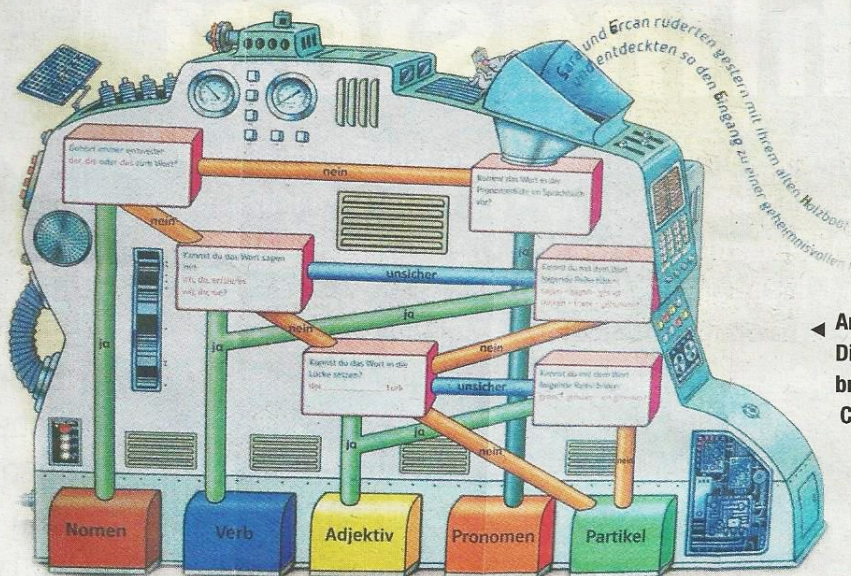 Sara und Ercan ruderten gestern mit ihrem alten Holzboot
und entdeckten so den Eingang zu einer geheimnisvollen
Gehört immer entweder
der, die oder das zum Wort?
nein
Kommt das Wort in der
Pronomenliste im Sprachbuch
vor?
nein
ja
Kannst du das Wort sagen
mit:
ich, du, er/sie/es
wir, ihr, sie?
unsicher
Kannst du mit dem Wort
folgende Reihe bilden
ja
ja
nein
ja
nein
Kannst du das Wort in die
Lücke setzen?
unsicher
Kannst du mit dem Wort
folgende Reihe bilden
ja
ja
nein
nein
Nomen
Verb
Adjektiv
Pronomen
Partikel
◄ An
Di
br
C